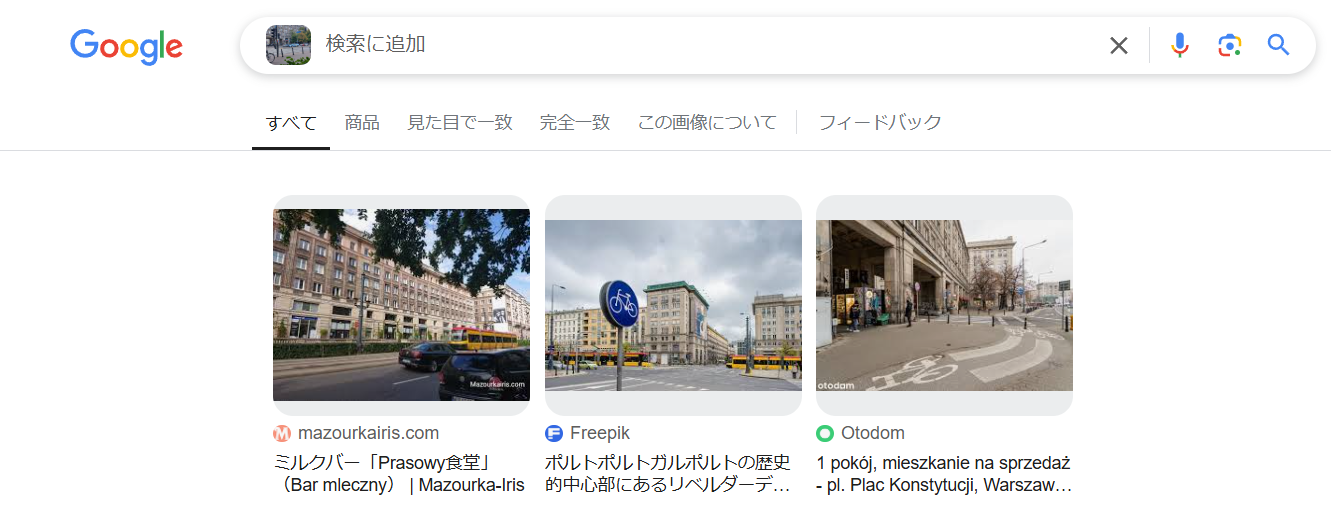 Google
検索に追加
すべて
商品
見た目で一致
完全一致
この画像について
フィードバック
Mazourkairis.com
otodom
mazourkairis.com
Freepik
Otodom
ミルクバー「Prasowy食堂」
（Bar mleczny） | Mazourka-Iris
ポルトポルトガルポルトの歴史
的中心部にあるリベルダーデ…
1 pokój, mieszkanie na sprzedaż
- pl. Plac Konstytucji, Warszaw…